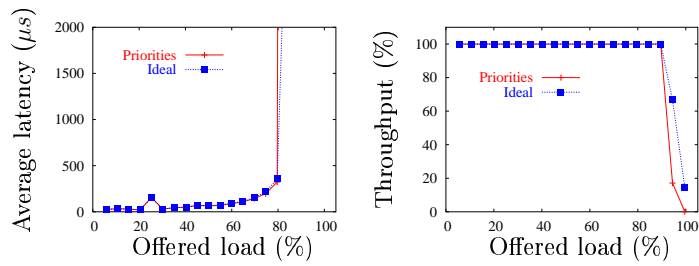 Average latency (μs)
2000
1500
1000
500
0
Priorities
Ideal
0 20 40 60 80 100
Offered load (%)
Throughput (%)
100
80
60
40
20
0
Priorities
Ideal
0 20 40 60 80 100
Offered load (%)